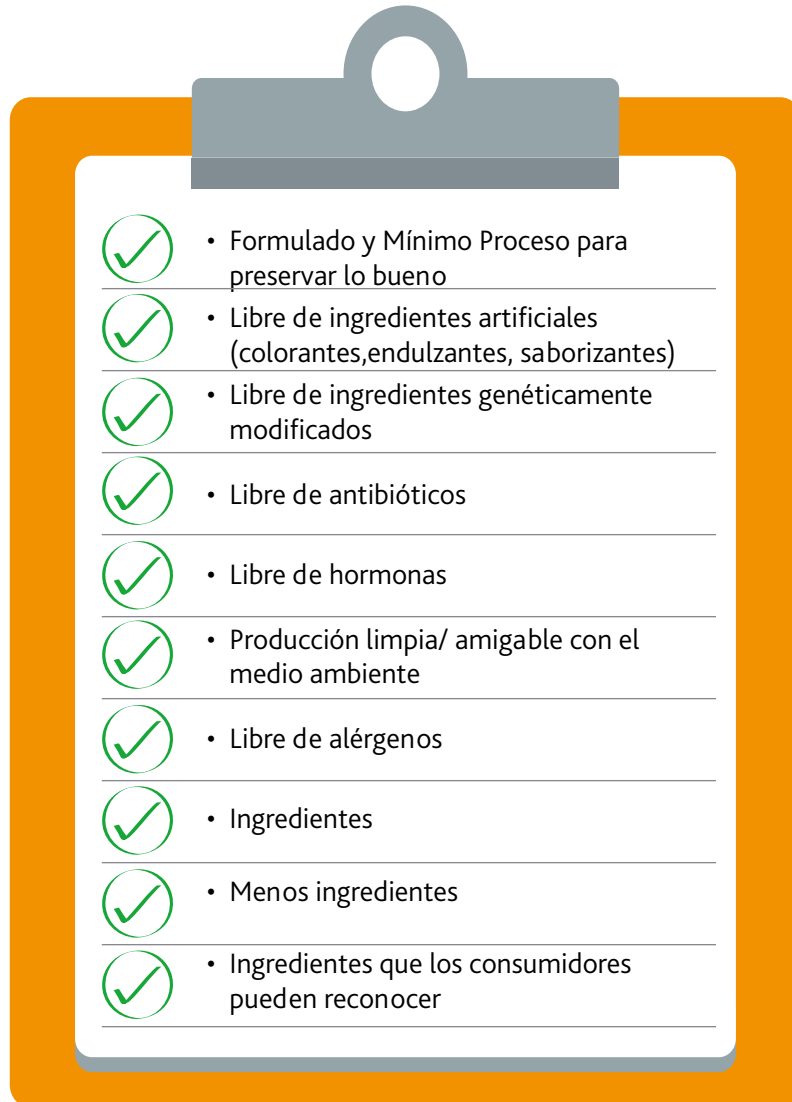 • Formulado y Mínimo Proceso para
preservar lo bueno
• Libre de ingredientes artificiales
(colorantes,endulzantes, saborizantes)
• Libre de ingredientes genéticamente
modificados
• Libre de antibióticos
• Libre de hormonas
• Producción limpia/ amigable con el
medio ambiente
• Libre de alérgenos
• Ingredientes
• Menos ingredientes
• Ingredientes que los consumidores
pueden reconocer